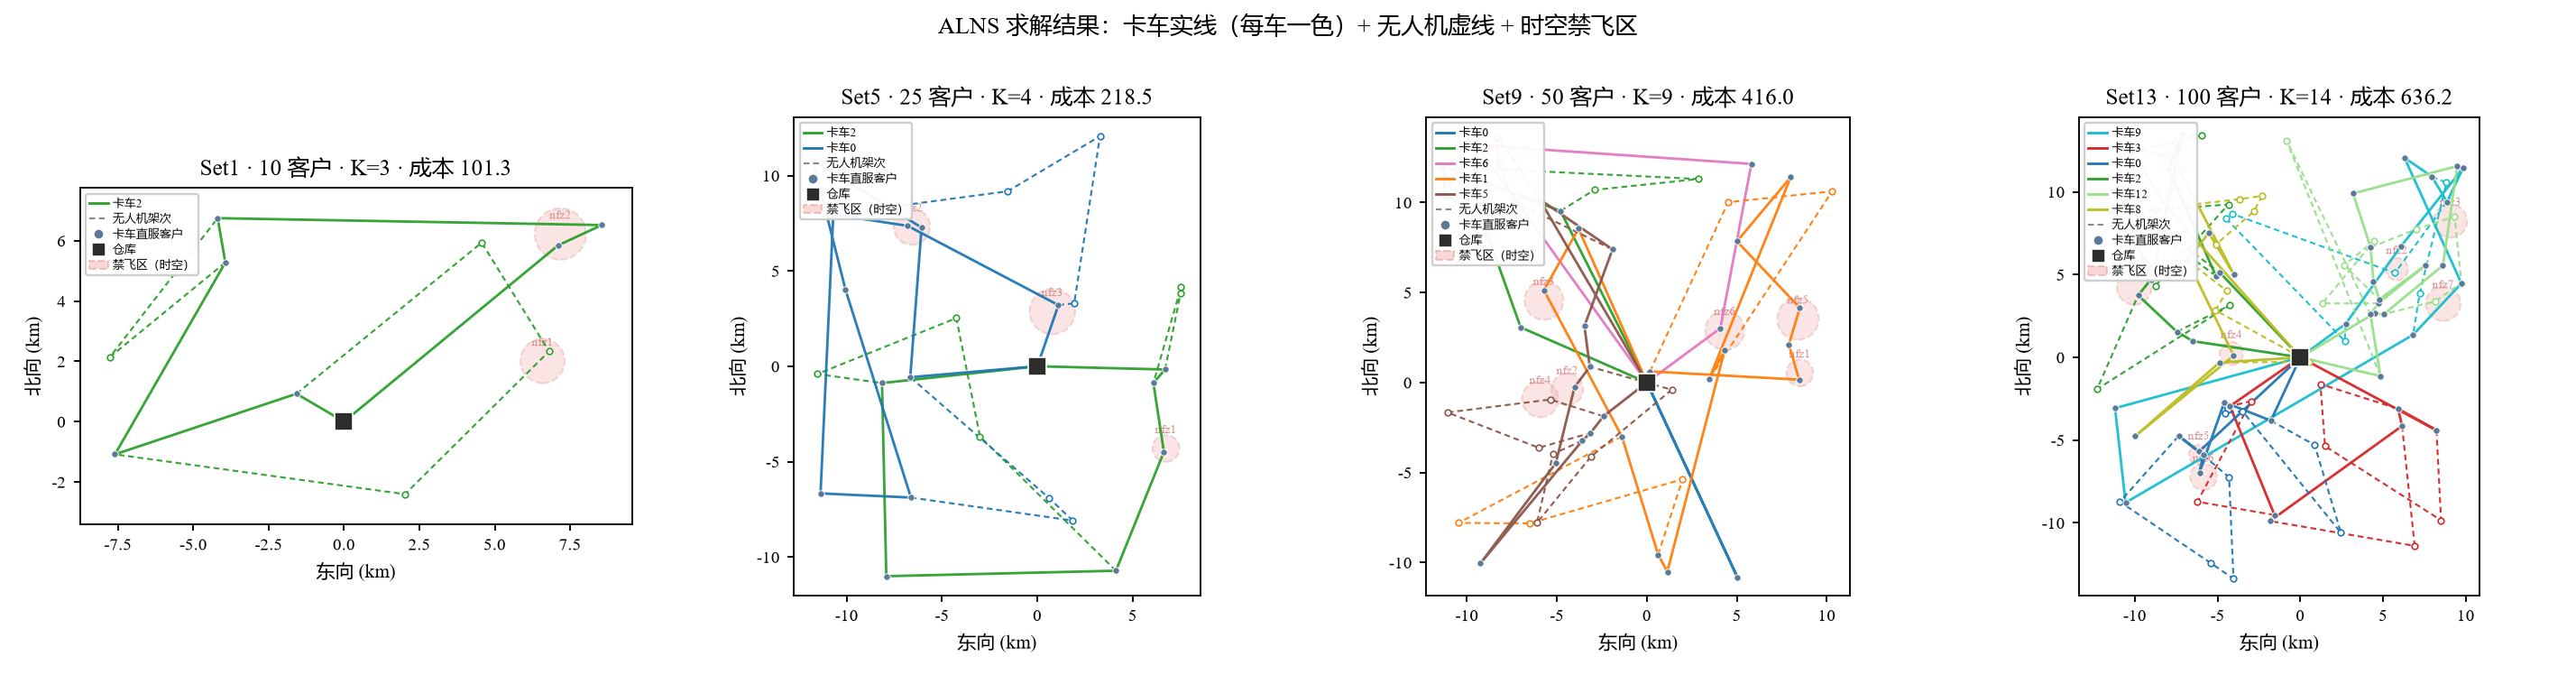 ALNS 求解结果：卡车实线（每车一色）+ 无人机虚线 + 时空禁飞区
Set1 · 10 客户 · K=3 · 成本 101.3
卡车2
无人机架次
卡车直服客户
仓库
禁飞区（时空）
nfz2
nfz1
6
4
2
0
-2
-7.5
-5.0
-2.5
0.0
2.5
5.0
7.5
北向 (km)
东向 (km)
Set5 · 25 客户 · K=4 · 成本 218.5
卡车2
卡车0
无人机架次
卡车直服客户
仓库
禁飞区（时空）
nfz3
nfz1
10
5
0
-5
-10
-10
-5
0
5
北向 (km)
东向 (km)
Set9 · 50 客户 · K=9 · 成本 416.0
卡车0
卡车2
卡车6
卡车1
卡车5
无人机架次
卡车直服客户
仓库
禁飞区（时空）
nfz5
nfz6
nfz1
nfz2
nfz4
10
5
0
-5
-10
-10
-5
0
5
10
北向 (km)
东向 (km)
Set13 · 100 客户 · K=14 · 成本 636.2
卡车9
卡车3
卡车0
卡车2
卡车12
卡车8
无人机架次
卡车直服客户
仓库
禁飞区（时空）
nfz2
nfz7
nfz4
nfz5
10
5
0
-5
-10
-10
-5
0
5
10
北向 (km)
东向 (km)